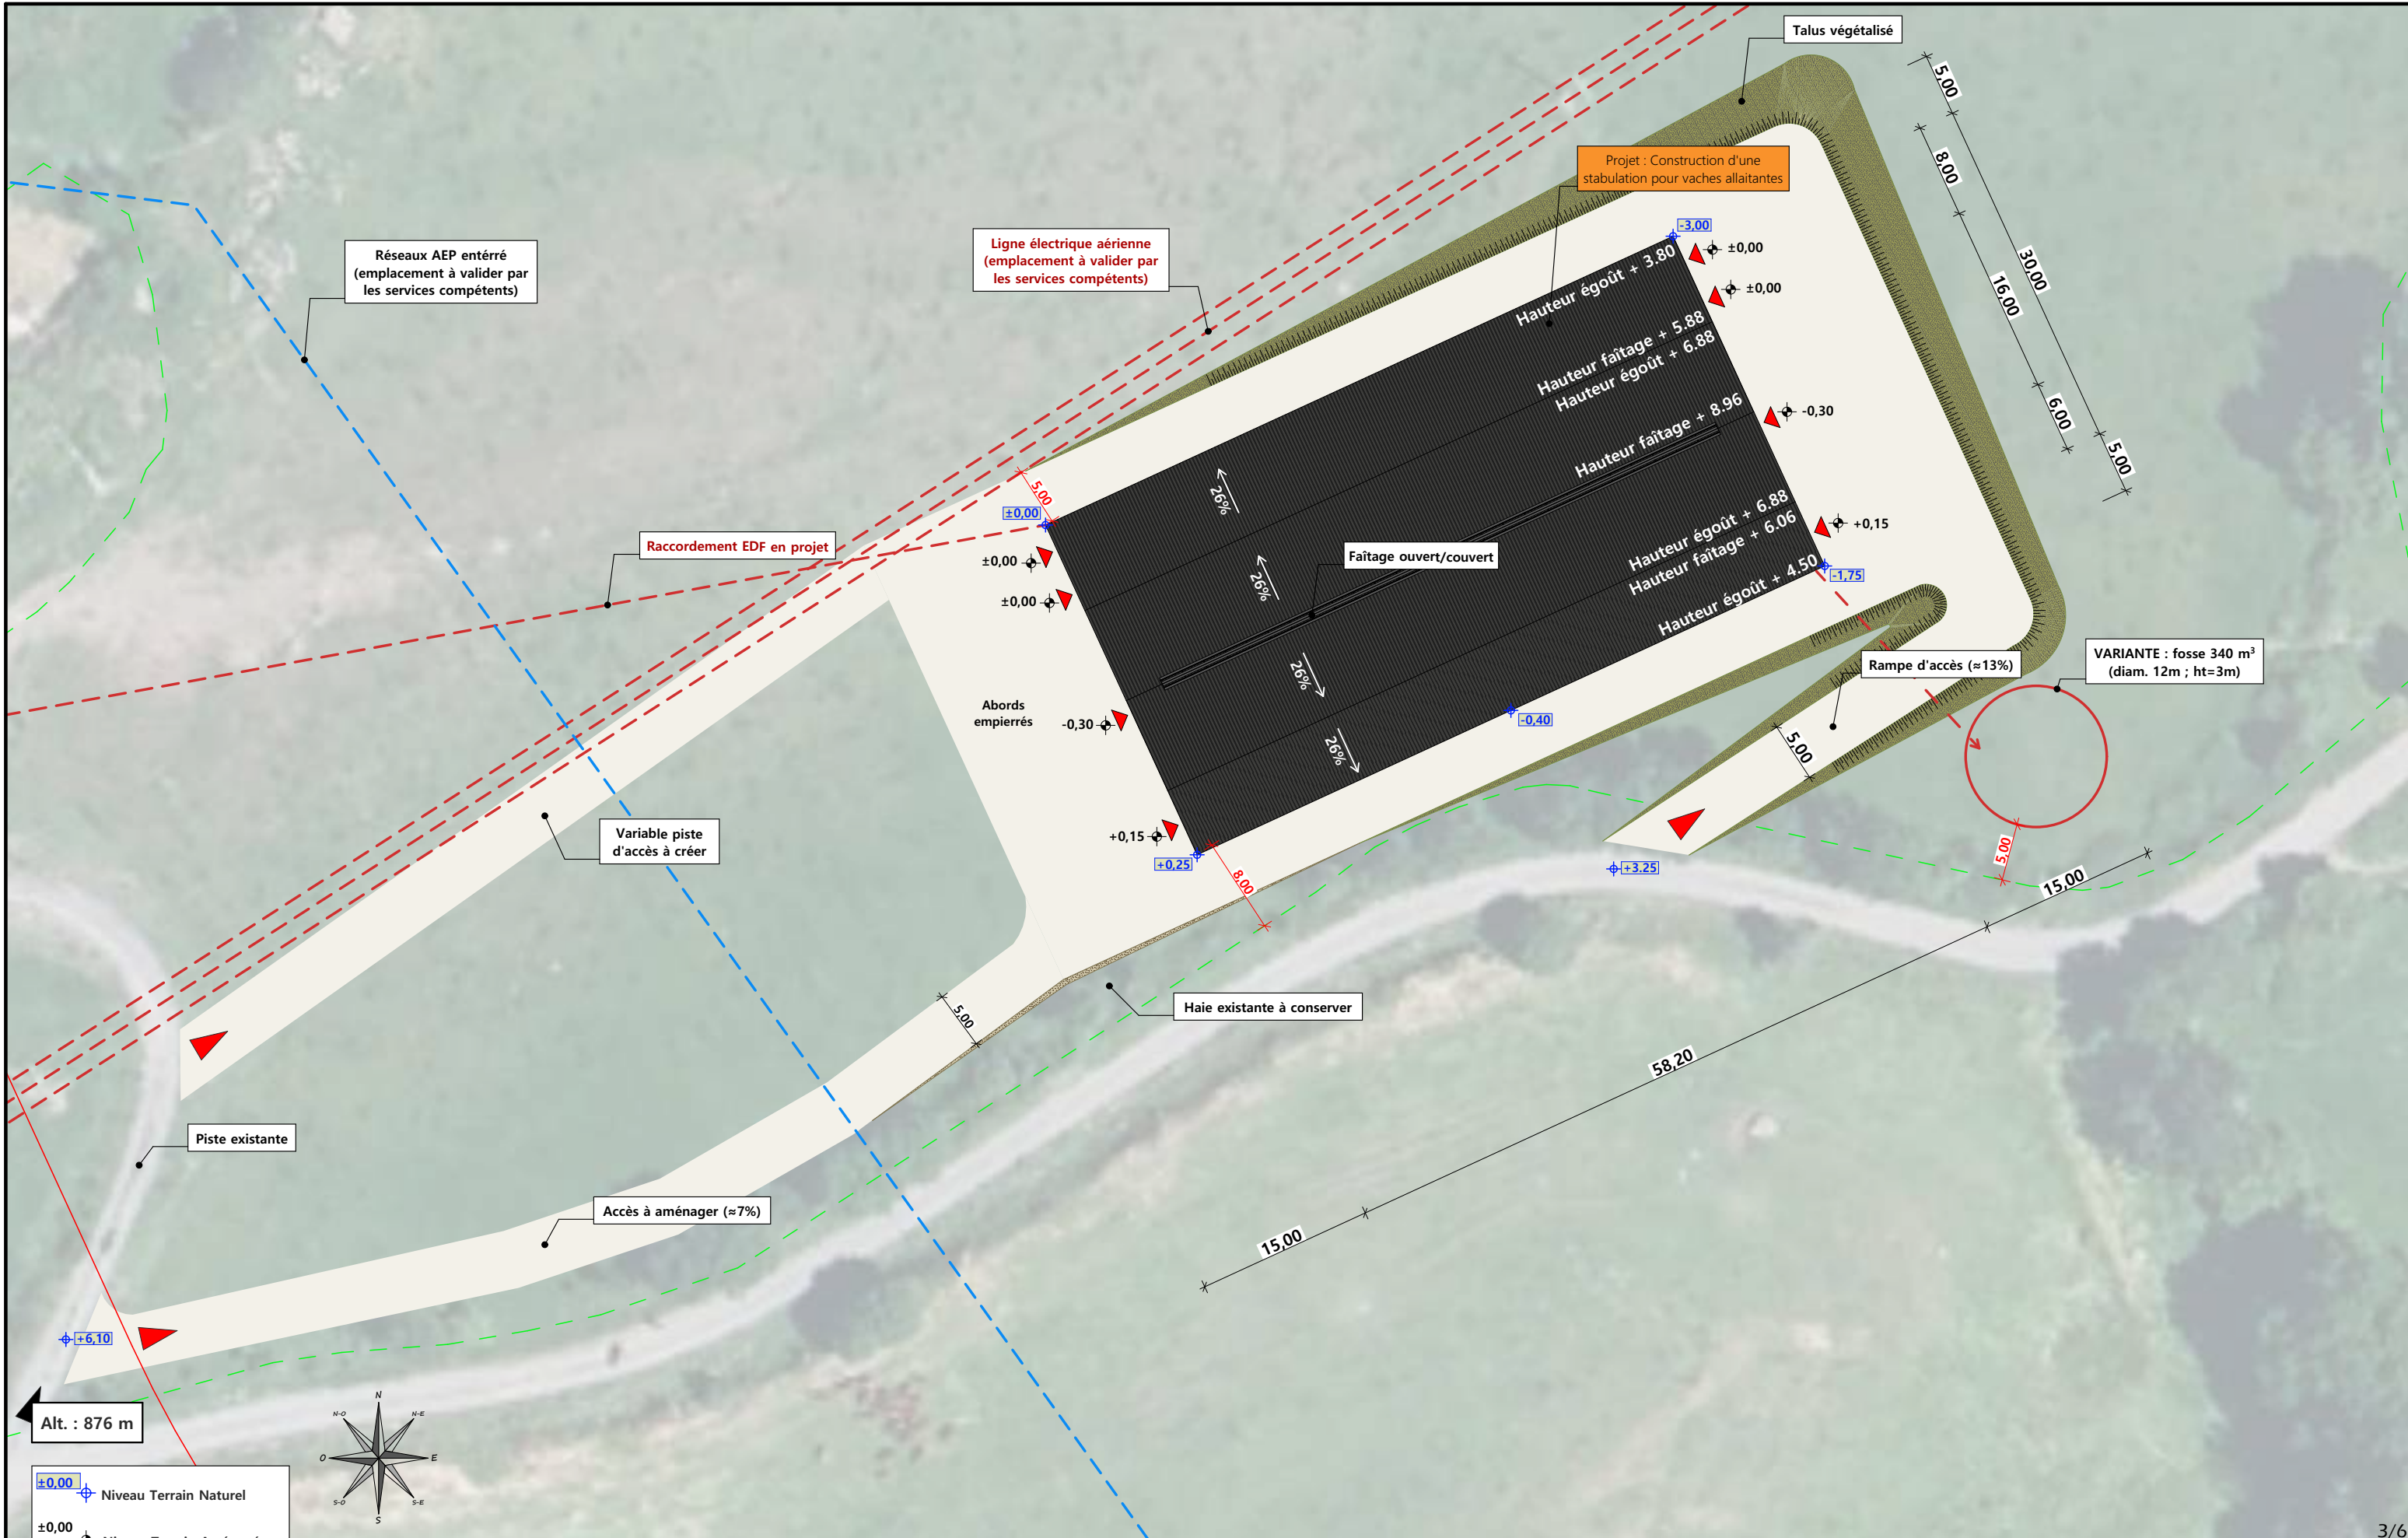 Talus végétalisé
5,00
8,00
30,00
16,00
6,00
5,00
Projet : Construction d'une
stabulation pour vaches allaitantes
Réseaux AEP entérré
(emplacement à valider par
les services compétents)
Ligne électrique aérienne
(emplacement à valider par
les services compétents)
-3,00
±0,00
±0,00
-0,30
+0,15
-1,75
Hauteur égoût + 3.80
Hauteur faîtage + 5.88
Hauteur égoût + 6.88
Hauteur faîtage + 8.96
Hauteur égoût + 6.88
Hauteur faîtage + 6.06
Hauteur égoût + 4.50
26%
26%
26%
26%
5,00
±0,00
±0,00
±0,00
-0,30
+0,15
+0,25
Raccordement EDF en projet
Faîtage ouvert/couvert
Abords
empierrés
-0,40
Rampe d'accès (≈13%)
VARIANTE : fosse 340 m³
(diam. 12m ; ht=3m)
5,00
8,00
+3.25
5,00
15,00
58,20
15,00
Variable piste
d'accès à créer
Haie existante à conserver
5,00
Piste existante
Accès à aménager (≈7%)
+6,10
Alt. : 876 m
N
N-O
N-E
O
E
S-O
S-E
S
±0,00
Niveau Terrain Naturel
±0,00
3/6